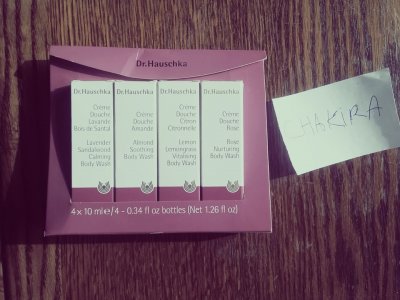 Dr.Hauschka
Dr.Hauschka
Crème
Douche
Lavande
Bois de Santal
Lavender
Sandalwood
Calming
Body Wash
Dr.Hauschka
Crème
Douche
Amande
Almond
Soothing
Body Wash
Dr.Hauschka
Crème
Douche
Citron
Citronnelle
Lemon
Lemongrass
Vitalising
Body Wash
Dr.Hauschka
Crème
Douche
Rose
Rose
Nurturing
Body Wash
4 x 10 ml e/4 - 0.34 fl oz bottles (Net 1.26 fl oz)
CHAKIRA